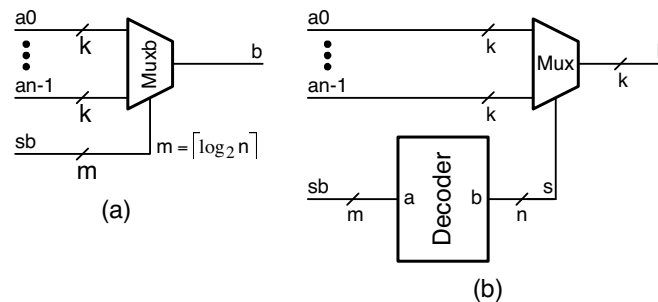 a0
k
an-1
k
Muxb
b
sb
m
m = ⌈log2 n⌉
(a)
a0
k
an-1
k
Mux
k
sb
m
a
Decoder
b
n
s
(b)